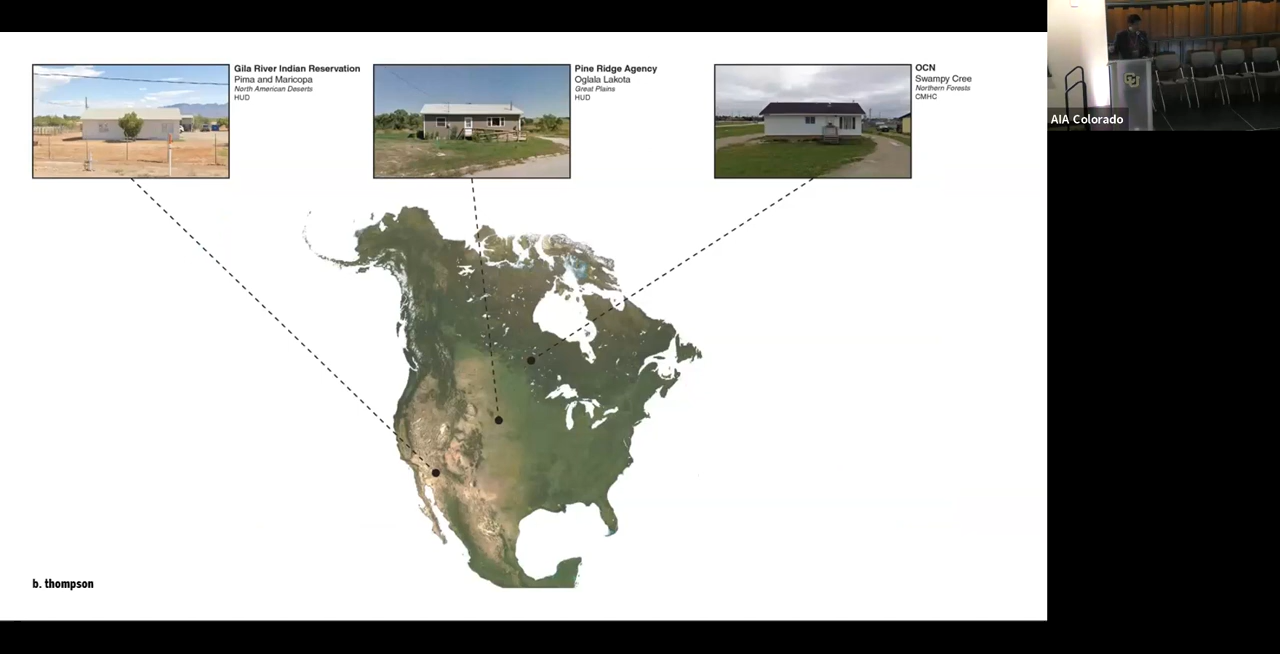 Gila River Indian Reservation
Pima and Maricopa
North American Deserts
HUD
Pine Ridge Agency
Oglala Lakota
Great Plains
HUD
OCN
Swampy Cree
Northern Forests
CMHC
b. thompson
CU
AIA Colorado